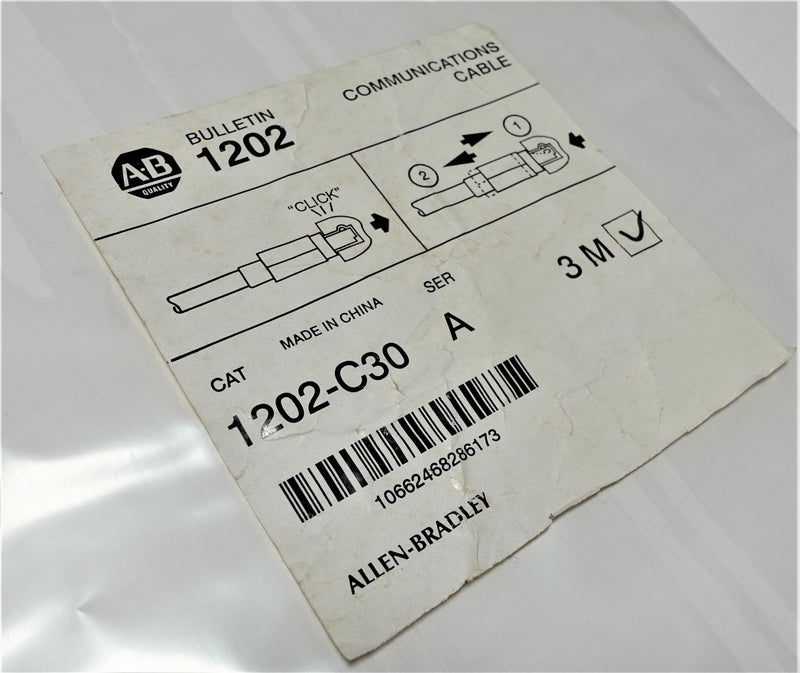 A-B
QUALITY
BULLETIN
1202
COMMUNICATIONS
CABLE
"CLICK"
1
2
3 M
MADE IN CHINA
SER
A
CAT
1202-C30
10662468286173
ALLEN-BRADLEY